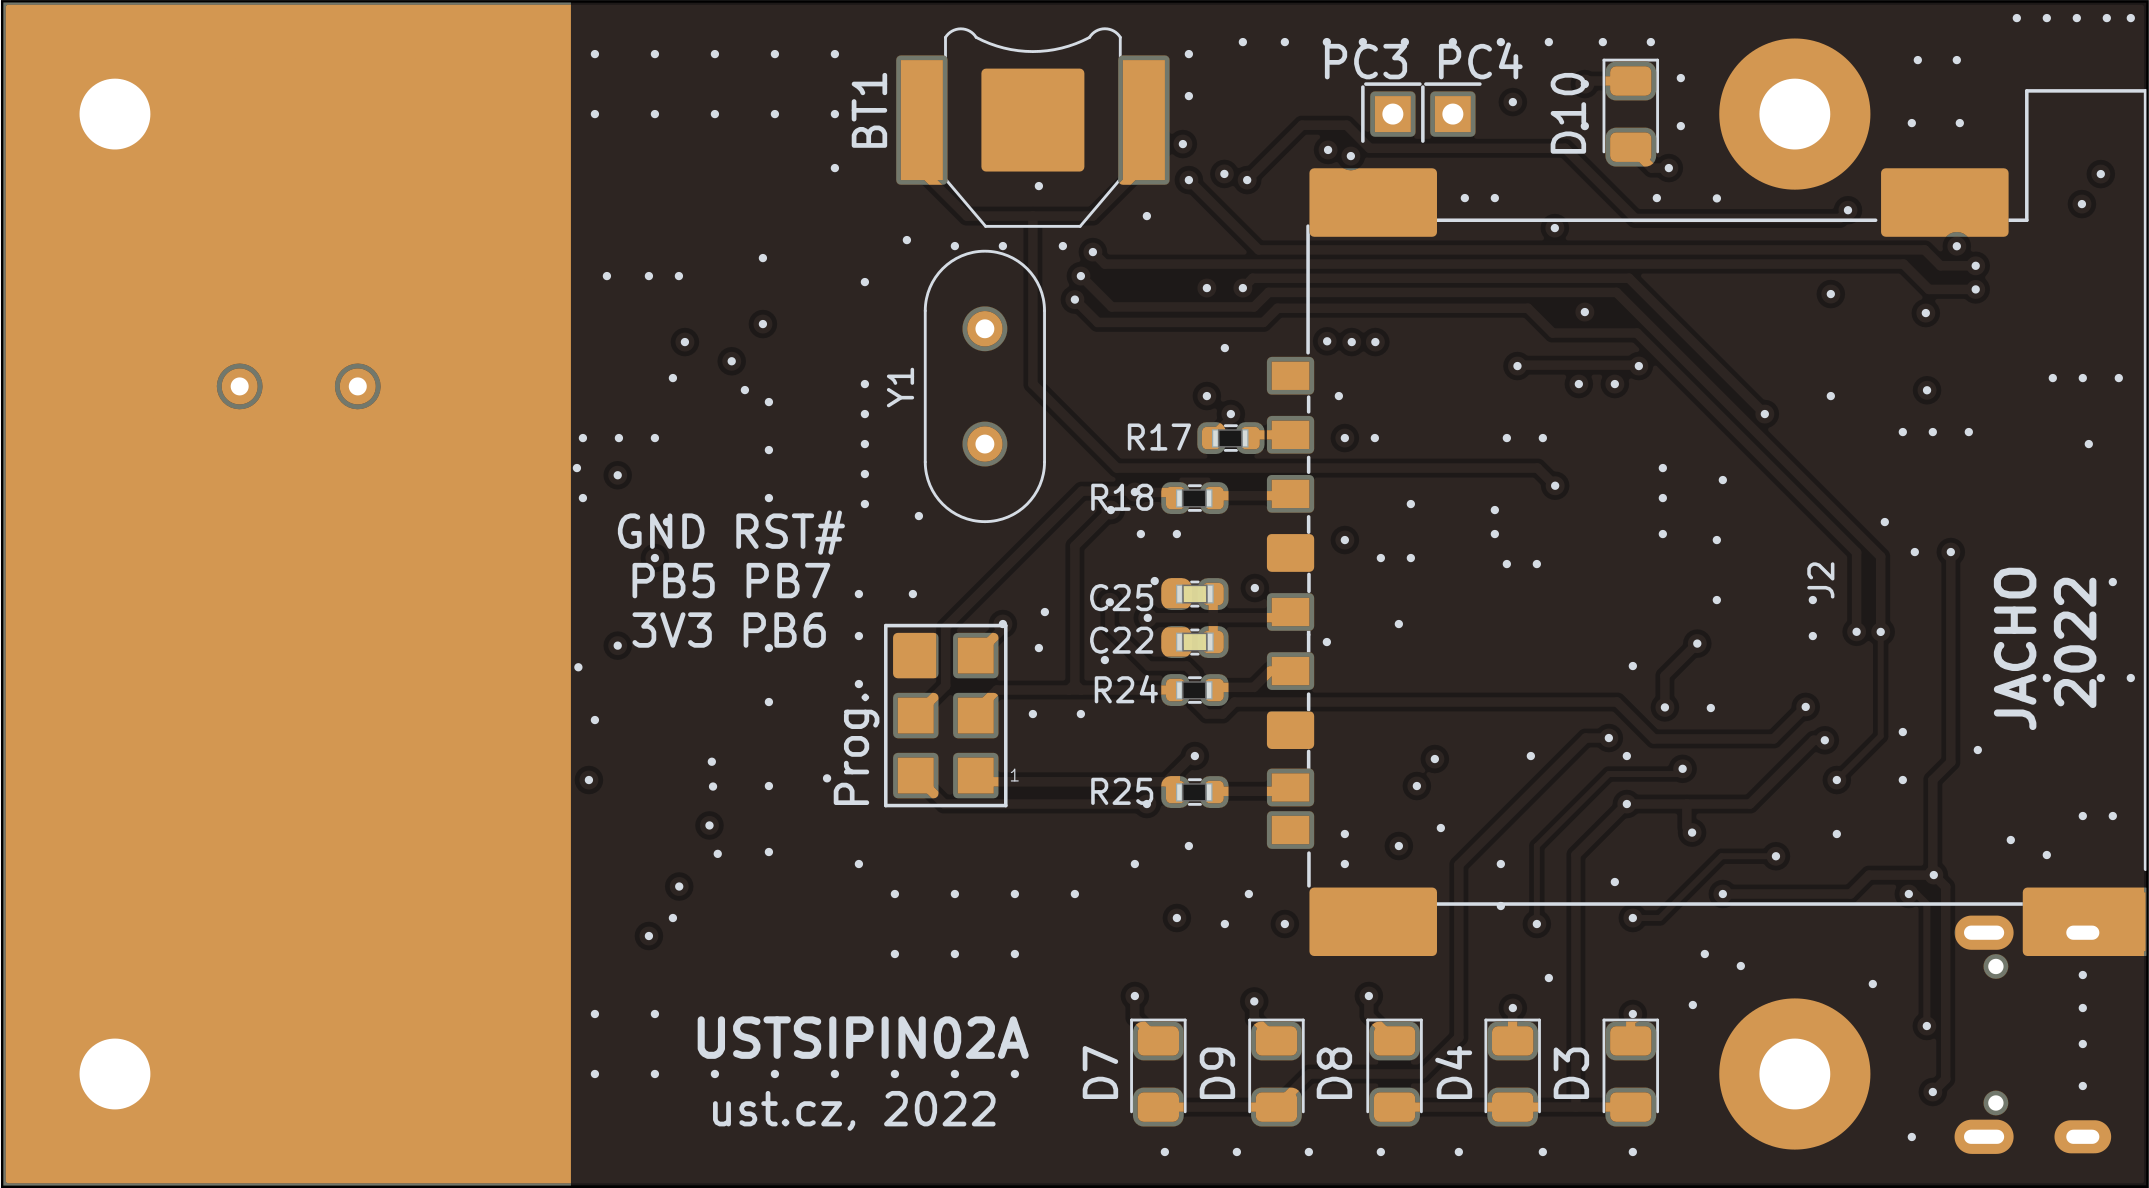 PC3 PC4
BT1
D10
Y1
R17
R18
GND RST#
PB5 PB7
3V3 PB6
C25
C22
R24
J2
JACHO
2022
Prog.
1
R25
USTSIPIN02A
ust.cz, 2022
D7
D9
D8
D4
D3